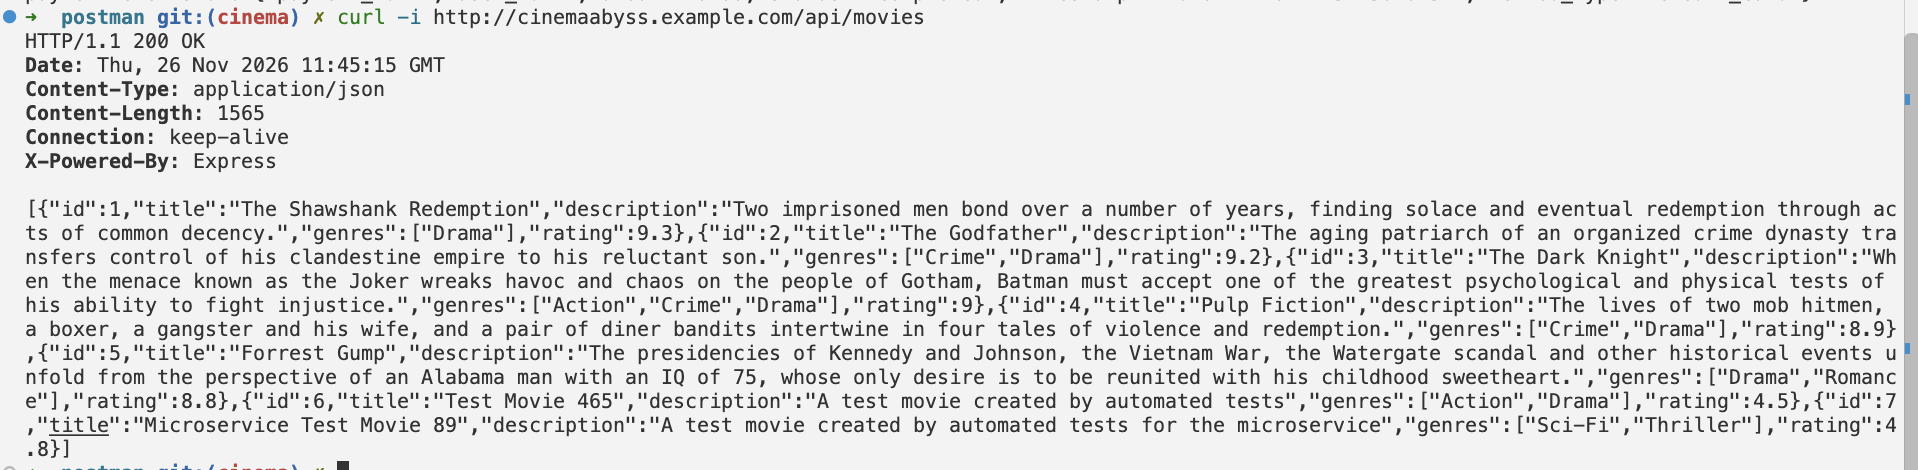 ➜  postman git:(cinema) ✗ curl -i http://cinemaabyss.example.com/api/movies
HTTP/1.1 200 OK
Date: Thu, 26 Nov 2026 11:45:15 GMT
Content-Type: application/json
Content-Length: 1565
Connection: keep-alive
X-Powered-By: Express

[{"id":1,"title":"The Shawshank Redemption","description":"Two imprisoned men bond over a number of years, finding solace and eventual redemption through ac
ts of common decency.","genres":["Drama"],"rating":9.3},{"id":2,"title":"The Godfather","description":"The aging patriarch of an organized crime dynasty tra
nsfers control of his clandestine empire to his reluctant son.","genres":["Crime","Drama"],"rating":9.2},{"id":3,"title":"The Dark Knight","description":"Wh
en the menace known as the Joker wreaks havoc and chaos on the people of Gotham, Batman must accept one of the greatest psychological and physical tests of
his ability to fight injustice.","genres":["Action","Crime","Drama"],"rating":9},{"id":4,"title":"Pulp Fiction","description":"The lives of two mob hitmen,
a boxer, a gangster and his wife, and a pair of diner bandits intertwine in four tales of violence and redemption.","genres":["Crime","Drama"],"rating":8.9}
,{"id":5,"title":"Forrest Gump","description":"The presidencies of Kennedy and Johnson, the Vietnam War, the Watergate scandal and other historical events u
nfold from the perspective of an Alabama man with an IQ of 75, whose only desire is to be reunited with his childhood sweetheart.","genres":["Drama","Romanc
e"],"rating":8.8},{"id":6,"title":"Test Movie 465","description":"A test movie created by automated tests","genres":["Action","Drama"],"rating":4.5},{"id":7
,"title":"Microservice Test Movie 89","description":"A test movie created by automated tests for the microservice","genres":["Sci-Fi","Thriller"],"rating":4
.8}]
➜  postman git:(cinema) ✗